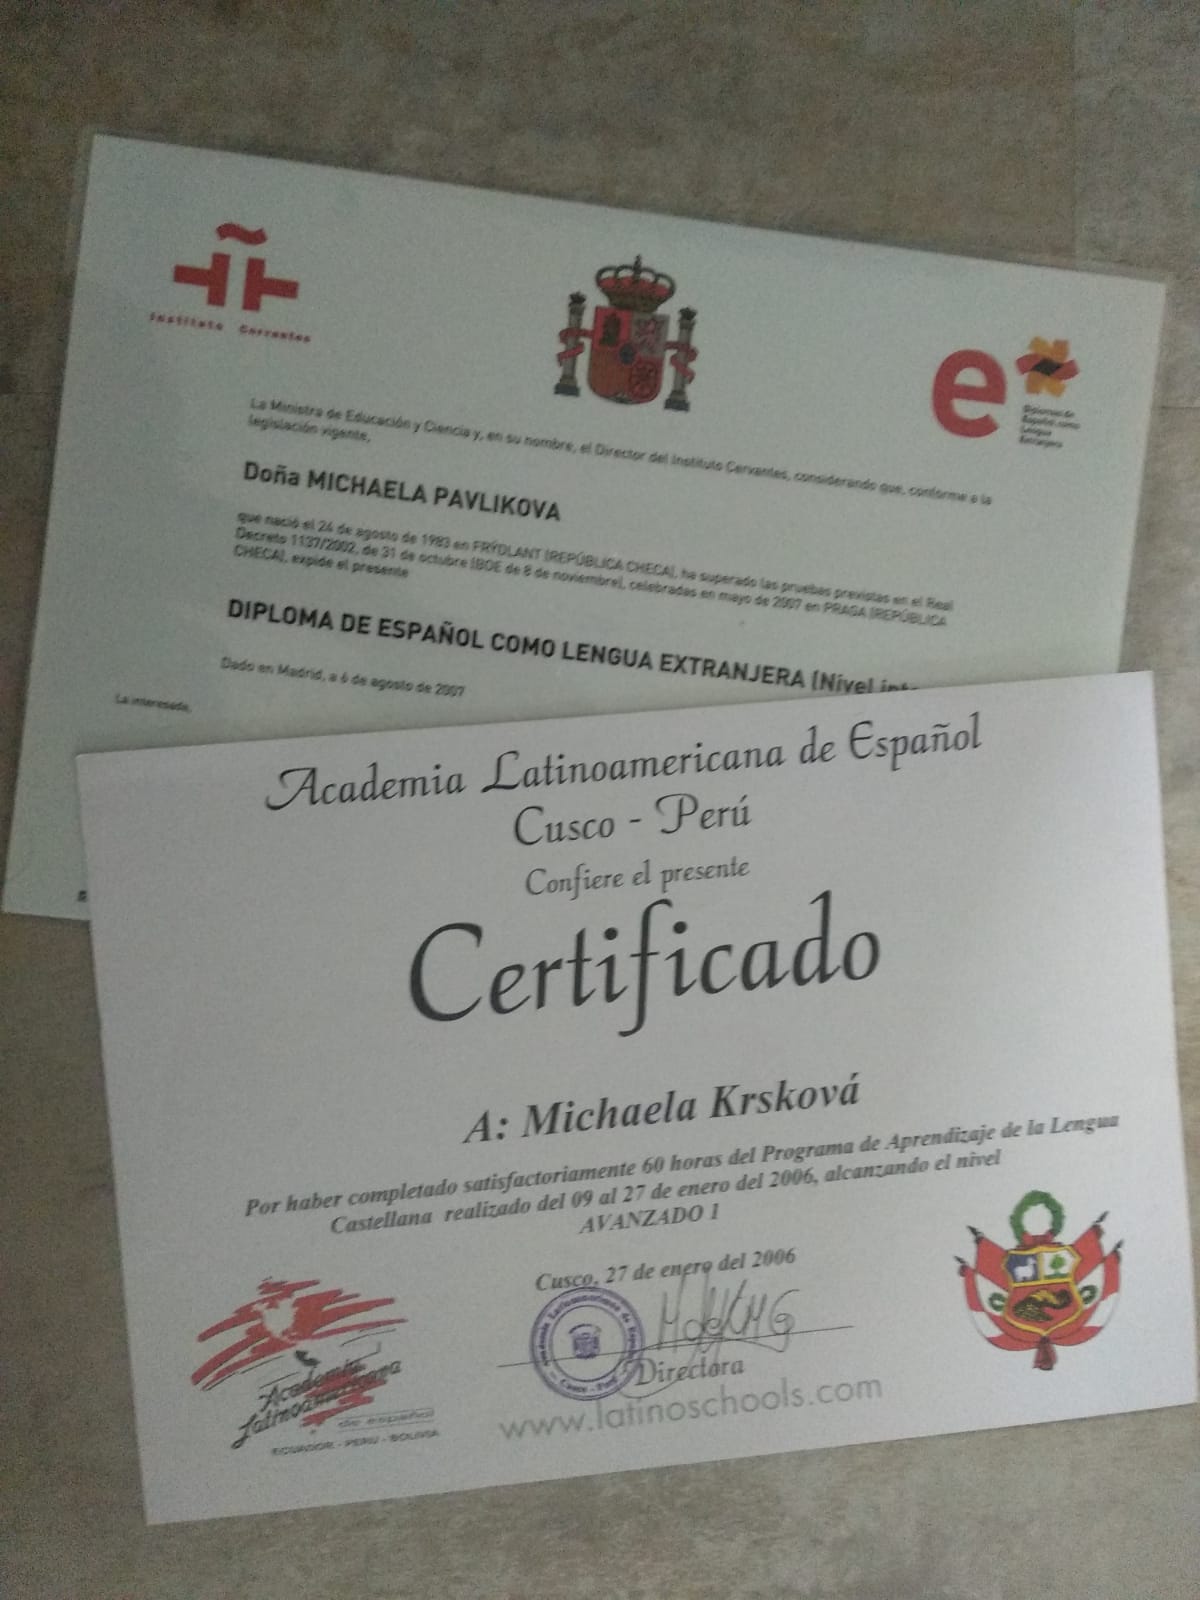 Instituto Cervantes
e
Diplomas de
Español como
Lengua
Extranjera
La Ministra de Educación y Ciencia y, en su nombre, el Director del Instituto Cervantes, considerando que, conforme a la
legislación vigente,
Doña MICHAELA PAVLIKOVA
que nació el 24 de agosto de 1983 en FRÝDLANT (REPÚBLICA CHECA), ha superado las pruebas previstas en el Real
Decreto 1137/2002, de 31 de octubre (BOE de 8 de noviembre), celebradas en mayo de 2007 en PRAGA (REPÚBLICA
CHECA), expide el presente
DIPLOMA DE ESPAÑOL COMO LENGUA EXTRANJERA (Nivel
Dado en Madrid, a 6 de agosto de 2007
La interesada,
Academia Latinoamericana de Español
Cusco - Perú
Confiere el presente
Certificado
A: Michaela Krsková
Por haber completado satisfactoriamente 60 horas del Programa de Aprendizaje de la Lengua
Castellana realizado del 09 al 27 de enero del 2006, alcanzando el nivel
AVANZADO 1
Cusco, 27 de enero del 2006
Directora
www.latinoschools.com
Academia
Latinoamericana
de español
ECUADOR - PERU - BOLIVIA